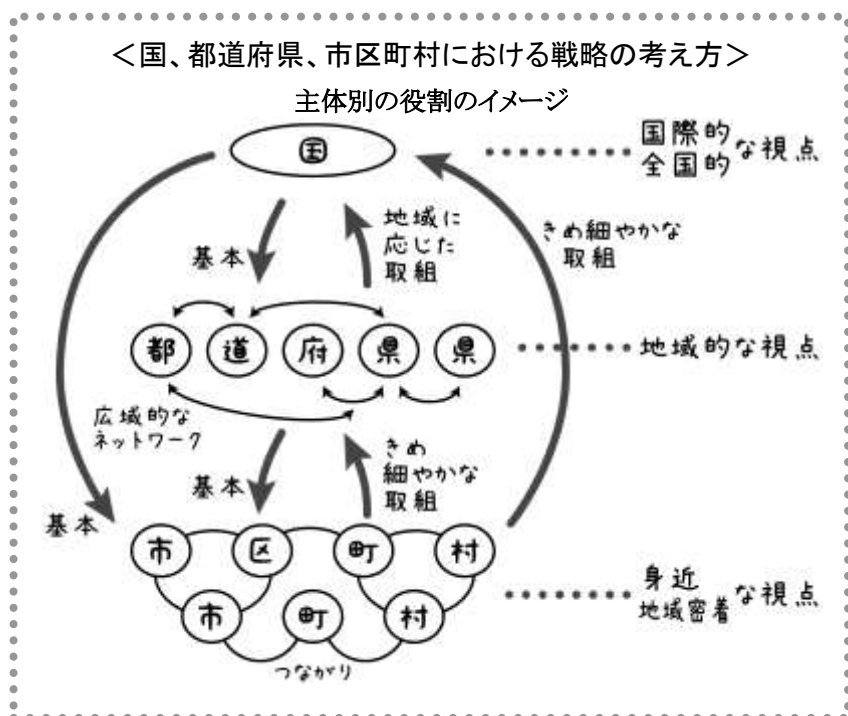 ＜国、都道府県、市区町村における戦略の考え方＞
主体別の役割のイメージ
国
国際的
全国的
な視点
基本
地域に
応じた
取組
きめ細やかな
取組
都
道
府
県
県
地域的な視点
広域的な
ネットワーク
基本
きめ
細やかな
取組
基本
市
区
町
村
市
町
村
身近
地域密着
な視点
つながり